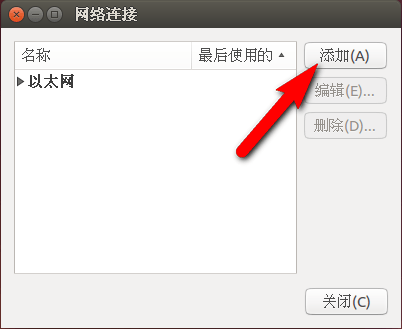 网络连接
名称 最后使用的 添加(A)
以太网
编辑(E)...
删除(D)...
关闭(C)